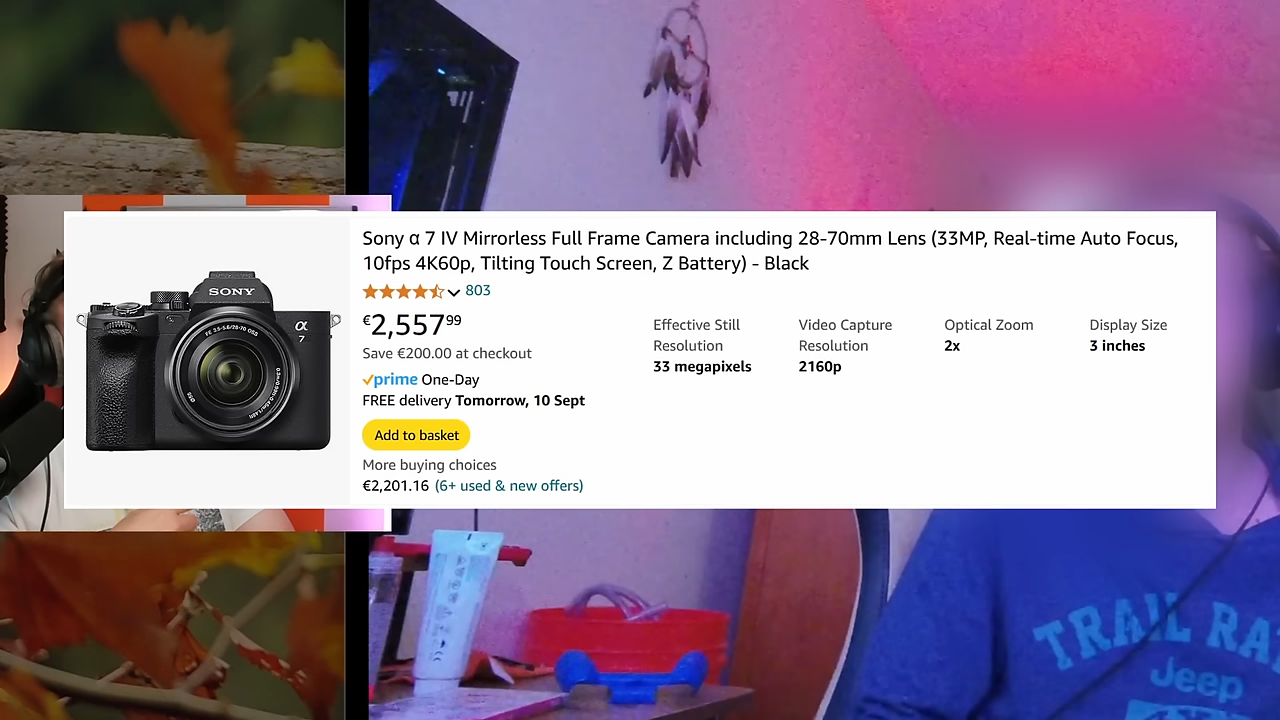 Sony α 7 IV Mirrorless Full Frame Camera including 28-70mm Lens (33MP, Real-time Auto Focus,
10fps 4K60p, Tilting Touch Screen, Z Battery) - Black
803
€2,55799
Save €200.00 at checkout
prime One-Day
FREE delivery Tomorrow, 10 Sept
Add to basket
More buying choices
€2,201.16 (6+ used & new offers)
Effective Still
Resolution
33 megapixels
Video Capture
Resolution
2160p
Optical Zoom
2x
Display Size
3 inches
SONY
α
7
TRAIL RA
Jeep